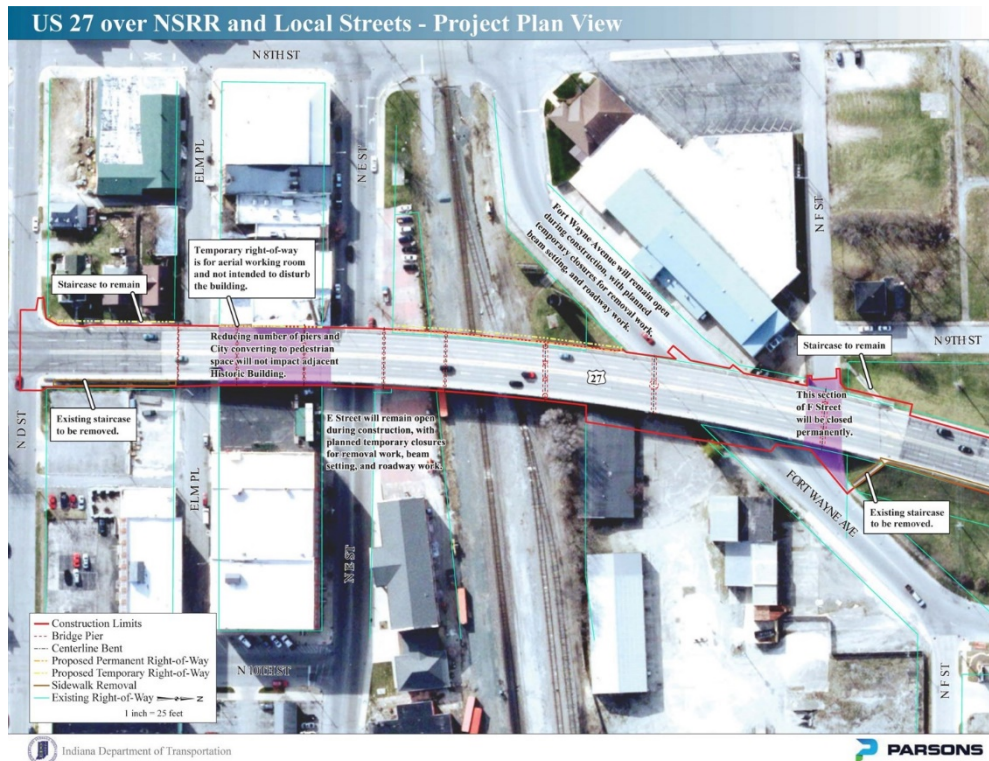 US 27 over NSRR and Local Streets - Project Plan View
N 8TH ST
ELM PL
N E ST
N F ST
Fort Wayne Avenue will remain open
during construction, with planned
temporary closures for removal work,
beam setting, and roadway work.
Temporary right-of-way
is for aerial working room
and not intended to disturb
the building.
Staircase to remain
N 9TH ST
Staircase to remain
Reducing number of piers and
City converting to pedestrian
space will not impact adjacent
Historic Building.
27
This section
of F Street
will be closed
permanently.
Existing staircase
to be removed.
N D ST
E Street will remain open
during construction, with
planned temporary closures
for removal work, beam
setting, and roadway work.
ELM PL
FORT WAYNE AVE
Existing staircase
to be removed.
N E ST
N 10TH ST
N F ST
Construction Limits
Bridge Pier
Centerline Bent
Proposed Permanent Right-of-Way
Proposed Temporary Right-of-Way
Sidewalk Removal
Existing Right-of-Way
N
1 inch = 25 feet
Indiana Department of Transportation
PARSONS